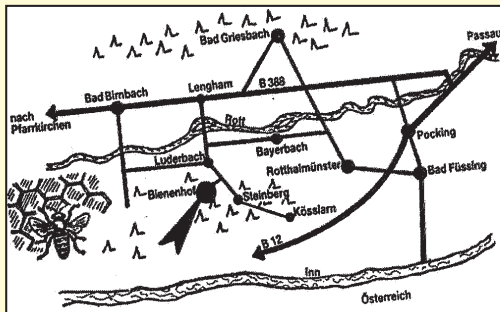 Passau
Bad Griesbach
Bad Birnbach
Lengham
B 388
nach
Pfarrkirchen
Rott
Pocking
Bayerbach
Luderbach
Rotthalmünster
Bad Füssing
Bienenhof
Steinberg
Kösslarn
B 12
Inn
Österreich